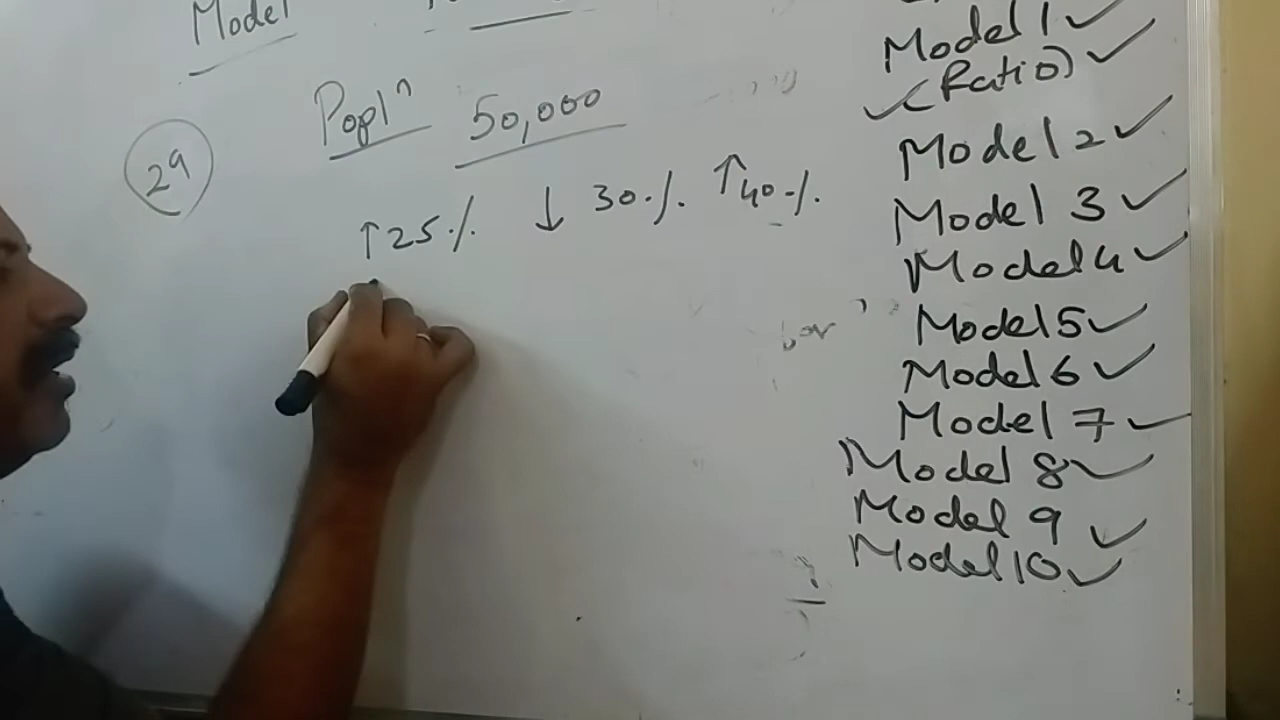 Model
Popl^n 50,000
29
↑25% ↓ 30% ↑40%
Model 1 ✓
✓ (Ratio) ✓
Model 2 ✓
Model 3 ✓
Model 4 ✓
Model 5 ✓
Model 6 ✓
Model 7 ✓
Model 8 ✓
Model 9 ✓
Model 10 ✓